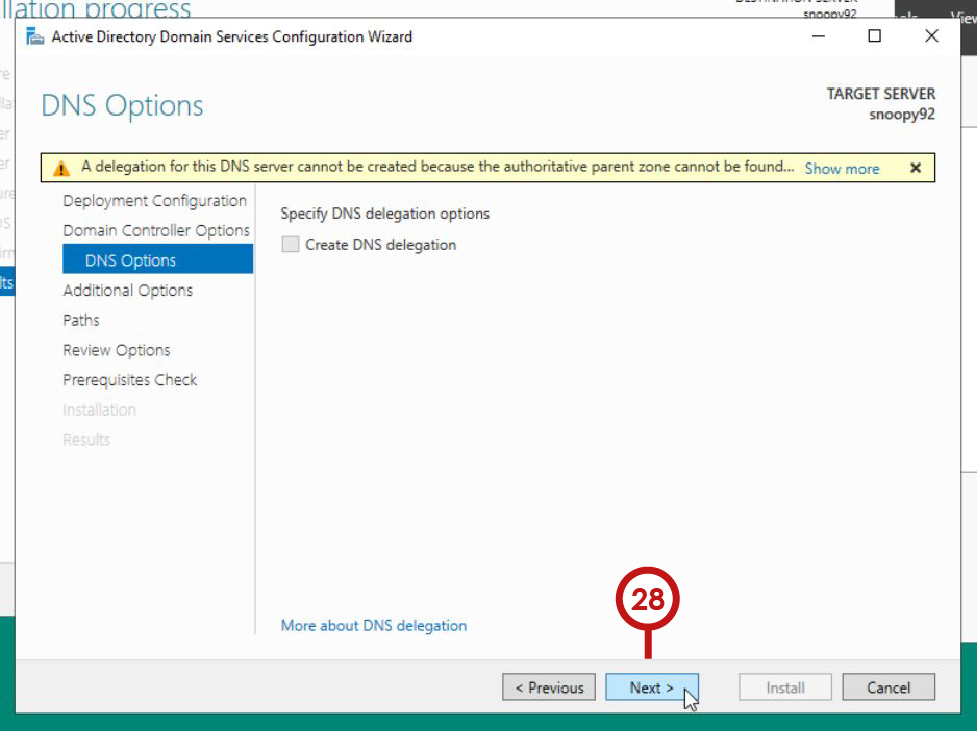 llation progress
snoopy92
View
Active Directory Domain Services Configuration Wizard
DNS Options
TARGET SERVER
snoopy92
A delegation for this DNS server cannot be created because the authoritative parent zone cannot be found... Show more
Deployment Configuration
Domain Controller Options
DNS Options
Additional Options
Paths
Review Options
Prerequisites Check
Installation
Results
Specify DNS delegation options
Create DNS delegation
More about DNS delegation
28
< Previous
Next >
Install
Cancel